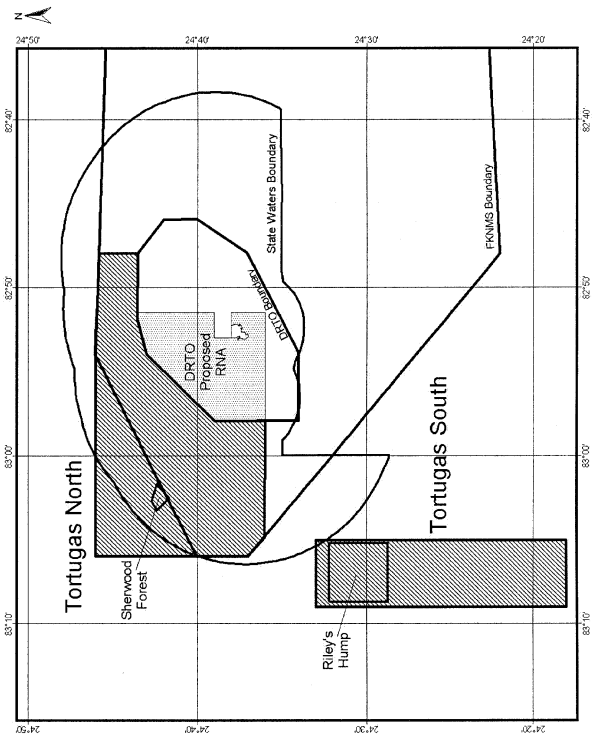 N
24°50'
24°40'
24°30'
24°20'
82°40'
82°40'
82°50'
82°50'
83°00'
83°00'
83°10'
83°10'
24°50'
24°40'
24°30'
24°20'
State Waters Boundary
FKNMS Boundary
DRTO Boundary
DRTO
Proposed
RNA
Tortugas North
Sherwood
Forest
Tortugas South
Riley's
Hump